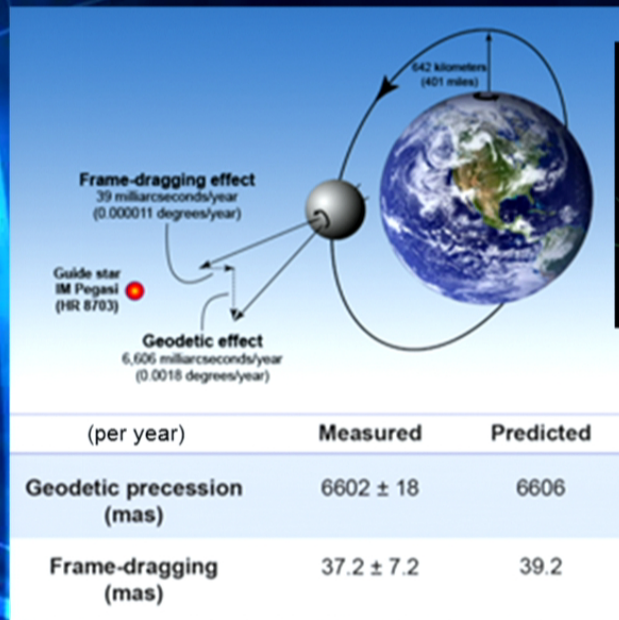 642 kilometers
(401 miles)
Frame-dragging effect
39 milliarcseconds/year
(0.000011 degrees/year)
Guide star
IM Pegasi
(HR 8703)
Geodetic effect
6,606 milliarcseconds/year
(0.0018 degrees/year)
(per year) Measured Predicted
Geodetic precession
(mas)
6602 ± 18 6606
Frame-dragging
(mas)
37.2 ± 7.2 39.2